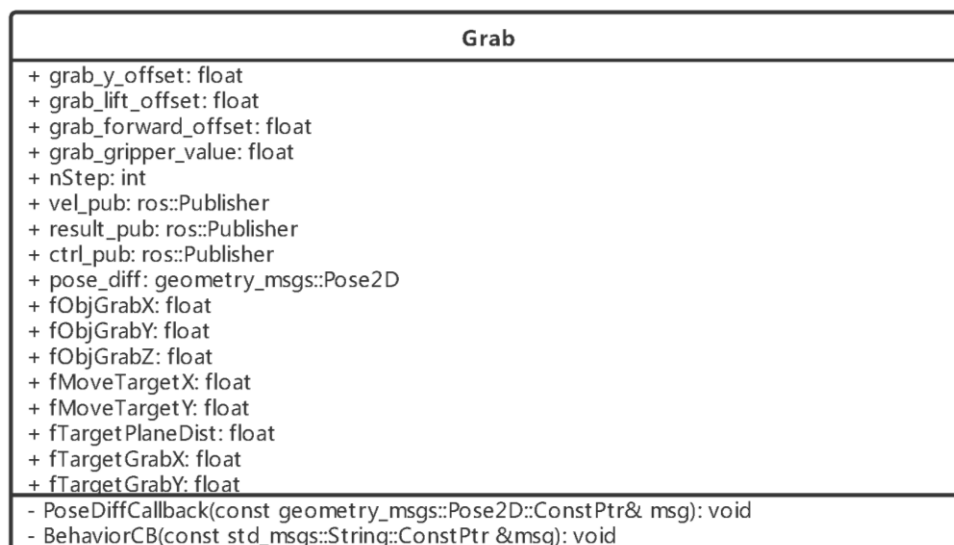 Grab
+ grab_y_offset: float
+ grab_lift_offset: float
+ grab_forward_offset: float
+ grab_gripper_value: float
+ nStep: int
+ vel_pub: ros::Publisher
+ result_pub: ros::Publisher
+ ctrl_pub: ros::Publisher
+ pose_diff: geometry_msgs::Pose2D
+ fObjGrabX: float
+ fObjGrabY: float
+ fObjGrabZ: float
+ fMoveTargetX: float
+ fMoveTargetY: float
+ fTargetPlaneDist: float
+ fTargetGrabX: float
+ fTargetGrabY: float
- PoseDiffCallback(const geometry_msgs::Pose2D::ConstPtr& msg): void
- BehaviorCB(const std_msgs::String::ConstPtr &msg): void